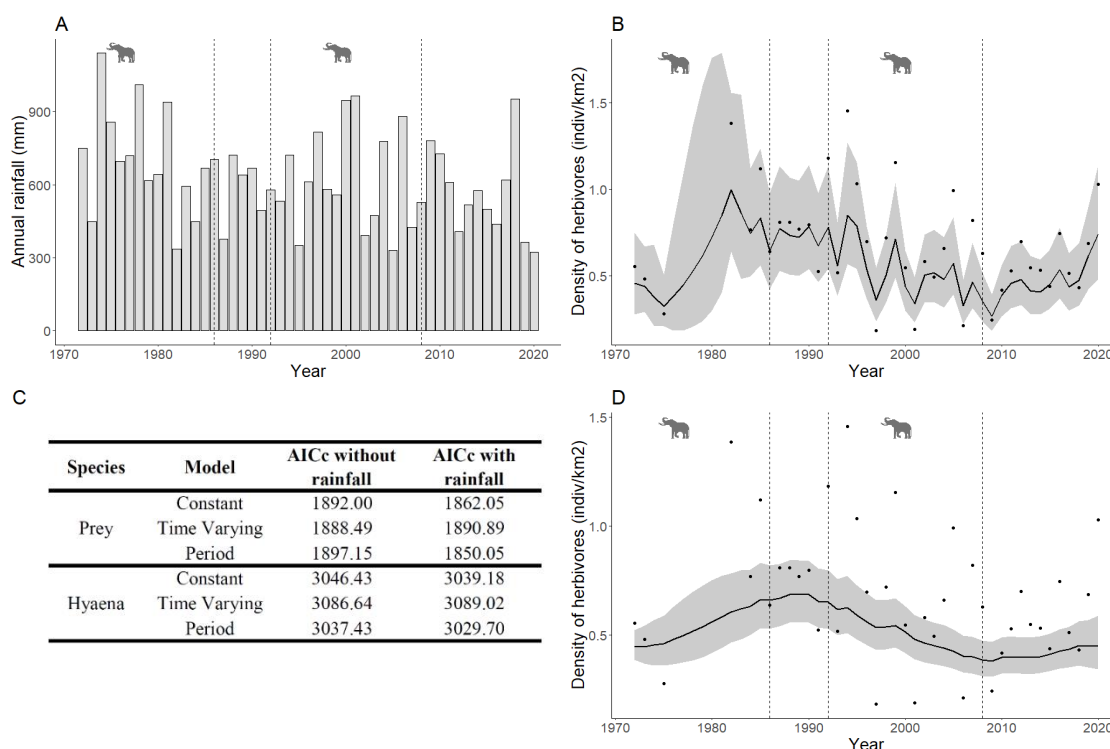 A
Annual rainfall (mm)
900
600
300
0
1970
1980
1990
2000
2010
2020
Year
B
Density of herbivores (indiv/km2)
1.5
1.0
0.5
1970
1980
1990
2000
2010
2020
Year
C
Species Model AICc without rainfall AICc with rainfall
Prey
Constant 1892.00 1862.05
Time Varying 1888.49 1890.89
Period 1897.15 1850.05
Hyaena
Constant 3046.43 3039.18
Time Varying 3086.64 3089.02
Period 3037.43 3029.70
D
Density of herbivores (indiv/km2)
1.5
1.0
0.5
1970
1980
1990
2000
2010
2020
Year